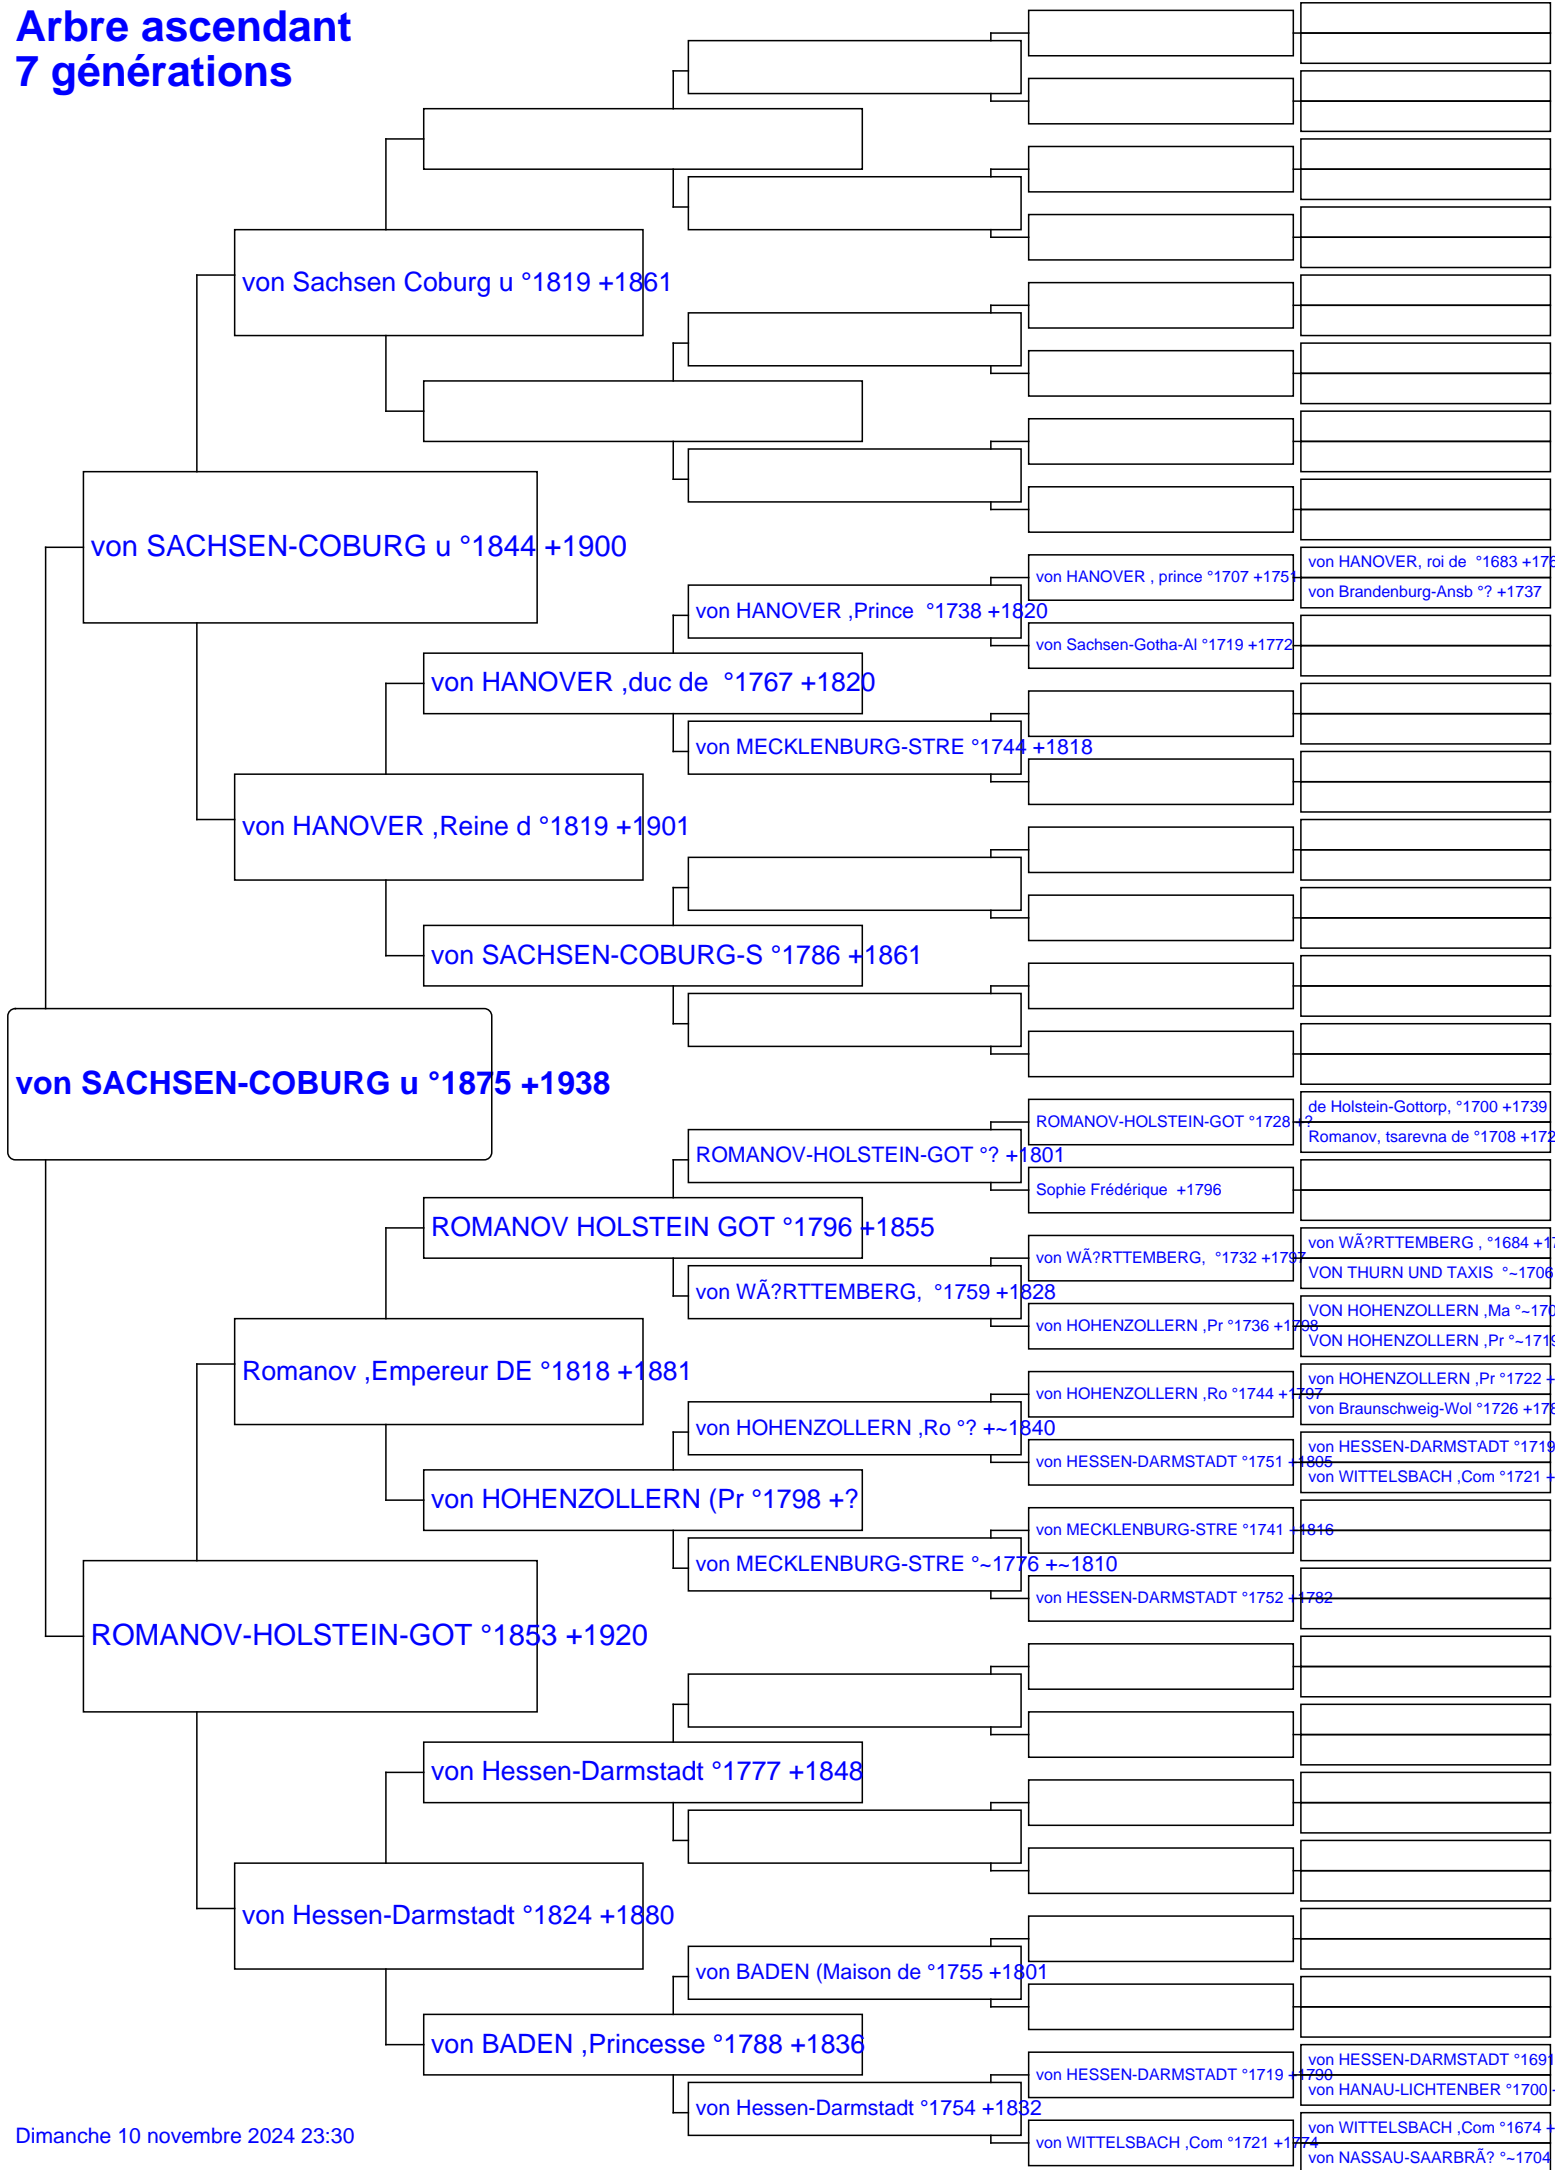 Arbre ascendant
7 générations
von Sachsen Coburg u °1819 +1861
von SACHSEN-COBURG u °1844 +1900
von HANOVER, roi de °1683 +176
von HANOVER , prince °1707 +1751
von Brandenburg-Ansb °? +1737
von HANOVER ,Prince °1738 +1820
von Sachsen-Gotha-Al °1719 +1772
von HANOVER ,duc de °1767 +1820
von MECKLENBURG-STRE °1744 +1818
von HANOVER ,Reine d °1819 +1901
von SACHSEN-COBURG-S °1786 +1861
von SACHSEN-COBURG u °1875 +1938
de Holstein-Gottorp, °1700 +1739
ROMANOV-HOLSTEIN-GOT °1728 +?
Romanov, tsarevna de °1708 +172
ROMANOV-HOLSTEIN-GOT °? +1801
Sophie Frédérique +1796
ROMANOV HOLSTEIN GOT °1796 +1855
von WÃ?RTTEMBERG , °1684 +17
von WÃ?RTTEMBERG, °1732 +1797
VON THURN UND TAXIS °~1706
von WÃ?RTTEMBERG, °1759 +1828
VON HOHENZOLLERN ,Ma °~170
von HOHENZOLLERN ,Pr °1736 +1798
VON HOHENZOLLERN ,Pr °~1719
Romanov ,Empereur DE °1818 +1881
von HOHENZOLLERN ,Pr °1722 +
von HOHENZOLLERN ,Ro °1744 +1797
von Braunschweig-Wol °1726 +178
von HOHENZOLLERN ,Ro °? +~1840
von HESSEN-DARMSTADT °1719
von HESSEN-DARMSTADT °1751 +1805
von WITTELSBACH ,Com °1721 +
von HOHENZOLLERN (Pr °1798 +?
von MECKLENBURG-STRE °1741 +1816
von MECKLENBURG-STRE °~1776 +~1810
von HESSEN-DARMSTADT °1752 +1782
ROMANOV-HOLSTEIN-GOT °1853 +1920
von Hessen-Darmstadt °1777 +1848
von Hessen-Darmstadt °1824 +1880
von BADEN (Maison de °1755 +1801
von BADEN ,Princesse °1788 +1836
von HESSEN-DARMSTADT °1691
von HESSEN-DARMSTADT °1719 +1790
von HANAU-LICHTENBER °1700 +
von Hessen-Darmstadt °1754 +1832
von WITTELSBACH ,Com °1674 +
von WITTELSBACH ,Com °1721 +1774
von NASSAU-SAARBRÃ? °~1704
Dimanche 10 novembre 2024 23:30